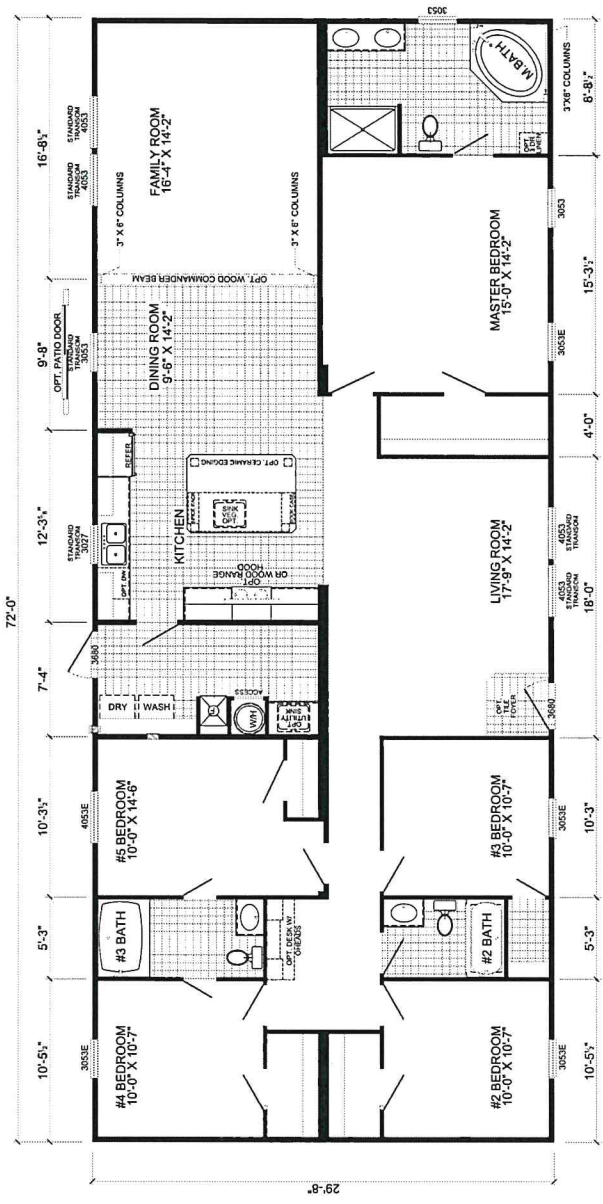 72'-0"
10'-5½"
5'-3"
10'-3½"
7'-4"
12'-3½"
9'-8"
16'-8½"
29'-8"
3053E
4053E
3680
STANDARD
TRANSOM
3027
OPT. PATIO DOOR
STANDARD
TRANSOM
3053
STANDARD
TRANSOM
4053
STANDARD
TRANSOM
4053
#4 BEDROOM
10'-0" X 10'-7"
#3 BATH
#5 BEDROOM
10'-0" X 14'-6"
DRY
WASH
F
W/H
ACCESS
OPT.
UTILITY
SINK
OPT. DW
REFER
KITCHEN
OPT.
GR WOOD RANGE
HOOD
SPICE RACK
SINK
VEG.
OPT.
BOOK CASE
OPT. CERAMIC EDGING
DINING ROOM
9'-6" X 14'-2"
3" X 6" COLUMNS
OPT. WOOD COMMANDER BEAM
3" X 6" COLUMNS
FAMILY ROOM
16'-4" X 14'-2"
OPT. DESK W/
OHEADS
#2 BEDROOM
10'-0" X 10'-7"
#2 BATH
#3 BEDROOM
10'-0" X 10'-7"
OPT.
TILE
FOYER
LIVING ROOM
17'-9" X 14'-2"
MASTER BEDROOM
15'-0" X 14'-2"
M.BATH
OPT
3 DR
LINEN
3053
3053E
3053E
3680
4053
STANDARD
TRANSOM
4053
STANDARD
TRANSOM
3053E
3053
3"X6" COLUMNS
10'-5½"
5'-3"
10'-3"
18'-0"
4'-0"
15'-3½"
8'-8½"